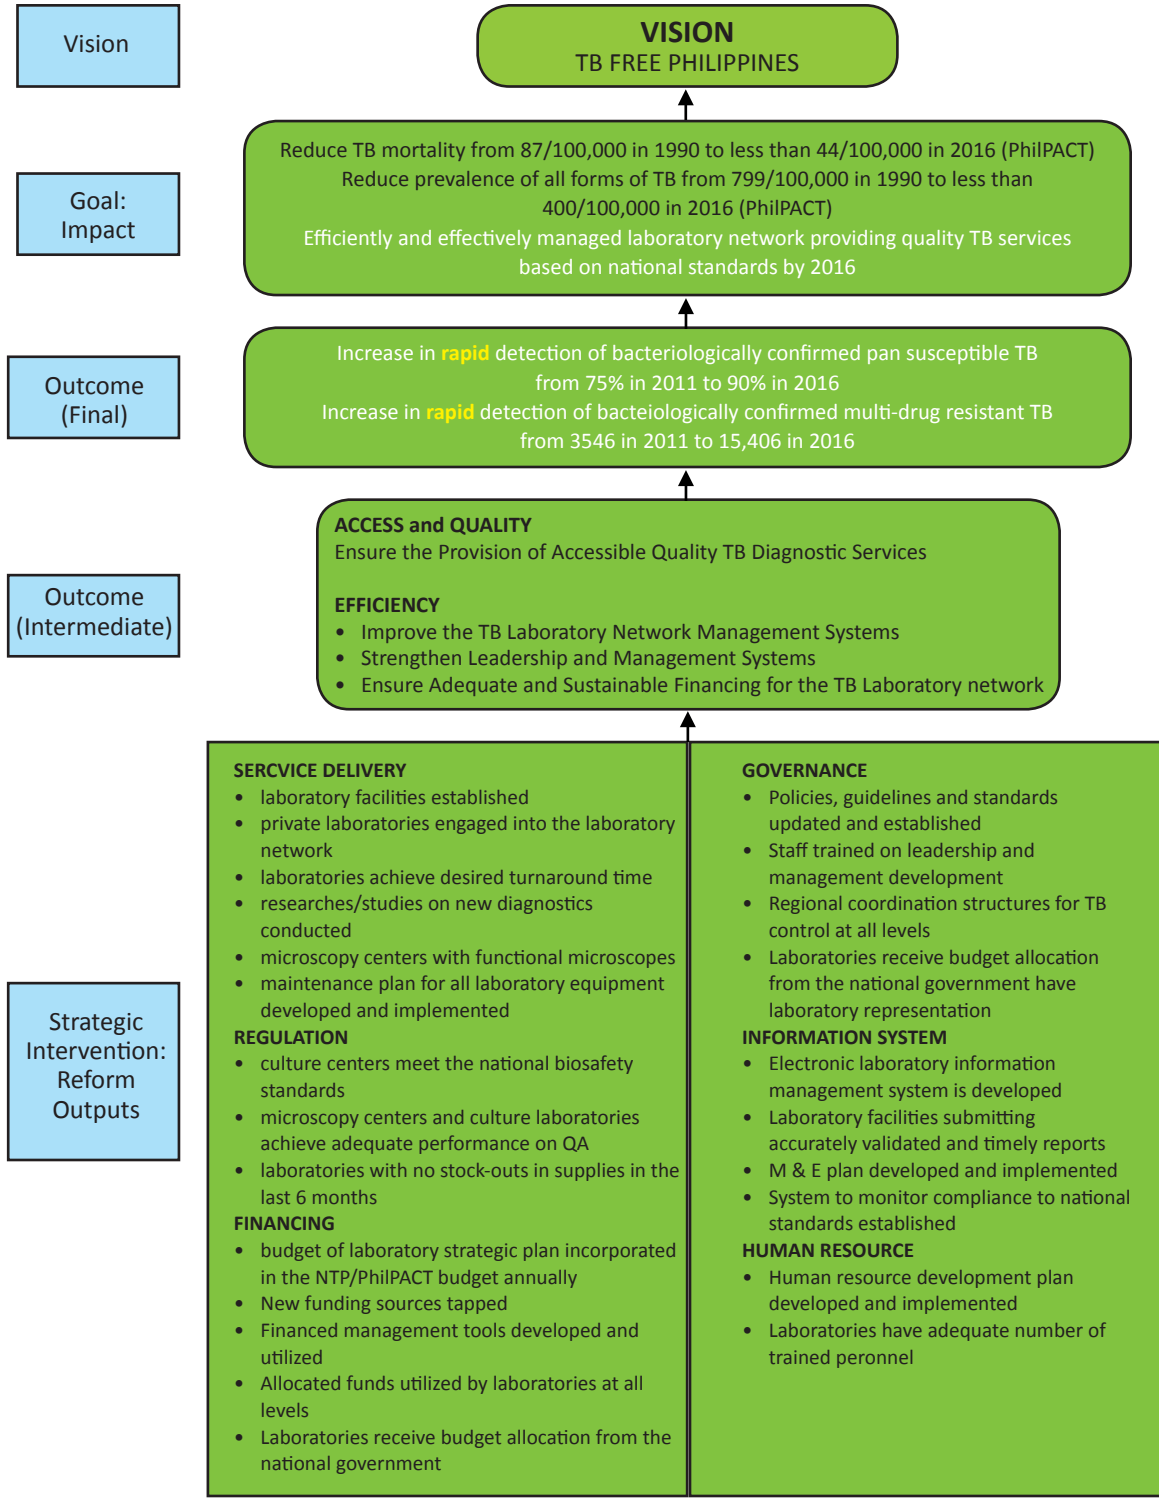 Vision
VISION
TB FREE PHILIPPINES
Goal:
Impact
Reduce TB mortality from 87/100,000 in 1990 to less than 44/100,000 in 2016 (PhilPACT)
Reduce prevalence of all forms of TB from 799/100,000 in 1990 to less than
400/100,000 in 2016 (PhilPACT)
Efficiently and effectively managed laboratory network providing quality TB services
based on national standards by 2016
Outcome
(Final)
Increase in rapid detection of bacteriologically confirmed pan susceptible TB
from 75% in 2011 to 90% in 2016
Increase in rapid detection of bacteiologically confirmed multi-drug resistant TB
from 3546 in 2011 to 15,406 in 2016
Outcome
(Intermediate)
ACCESS and QUALITY
Ensure the Provision of Accessible Quality TB Diagnostic Services
EFFICIENCY
• Improve the TB Laboratory Network Management Systems
• Strengthen Leadership and Management Systems
• Ensure Adequate and Sustainable Financing for the TB Laboratory network
Strategic
Intervention:
Reform
Outputs
SERCVICE DELIVERY
• laboratory facilities established
• private laboratories engaged into the laboratory
network
• laboratories achieve desired turnaround time
• researches/studies on new diagnostics
conducted
• microscopy centers with functional microscopes
• maintenance plan for all laboratory equipment
developed and implemented
REGULATION
• culture centers meet the national biosafety
standards
• microscopy centers and culture laboratories
achieve adequate performance on QA
• laboratories with no stock-outs in supplies in the
last 6 months
FINANCING
• budget of laboratory strategic plan incorporated
in the NTP/PhilPACT budget annually
• New funding sources tapped
• Financed management tools developed and
utilized
• Allocated funds utilized by laboratories at all
levels
• Laboratories receive budget allocation from the
national government
GOVERNANCE
• Policies, guidelines and standards
updated and established
• Staff trained on leadership and
management development
• Regional coordination structures for TB
control at all levels
• Laboratories receive budget allocation
from the national government have
laboratory representation
INFORMATION SYSTEM
• Electronic laboratory information
management system is developed
• Laboratory facilities submitting
accurately validated and timely reports
• M & E plan developed and implemented
• System to monitor compliance to national
standards established
HUMAN RESOURCE
• Human resource development plan
developed and implemented
• Laboratories have adequate number of
trained peronnel